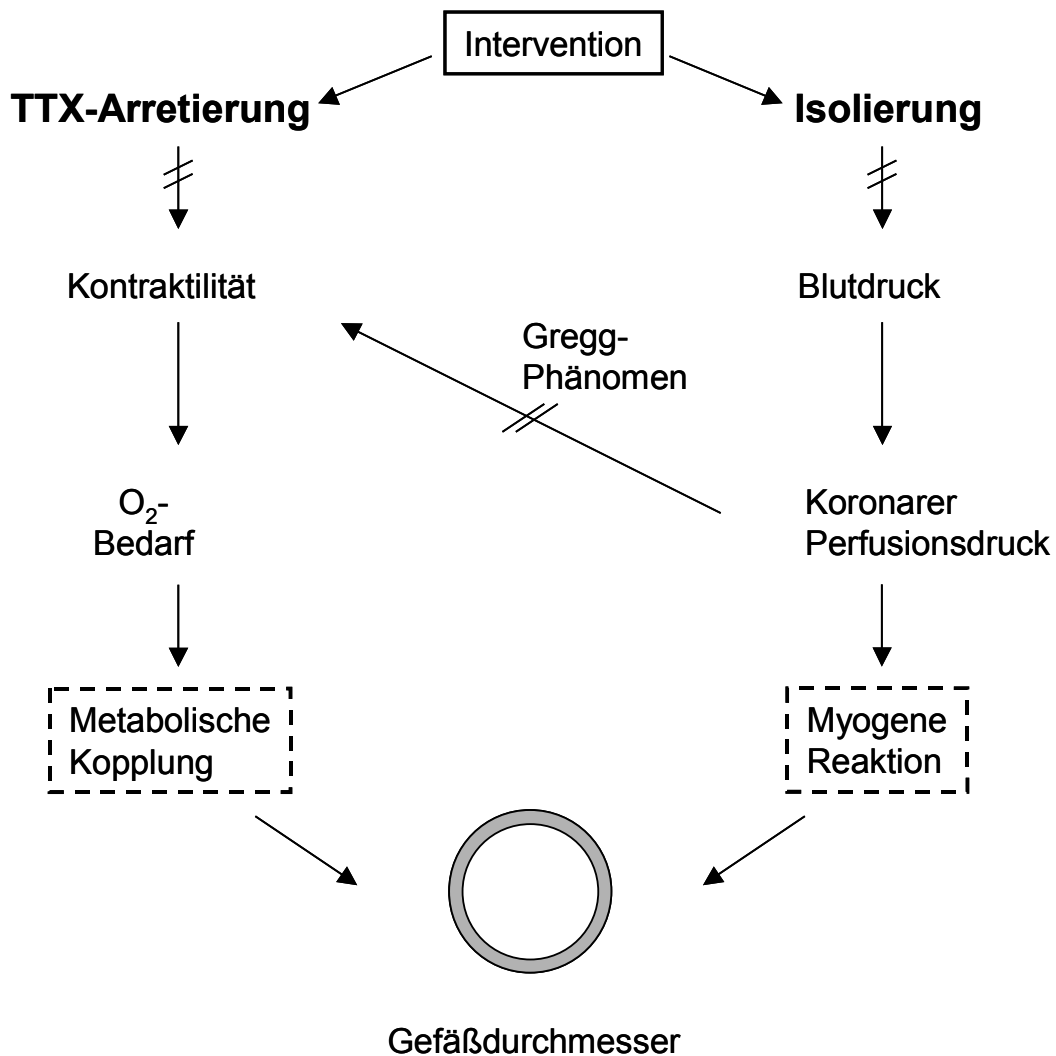 Intervention
TTX-Arretierung
Isolierung
Kontraktilität
Blutdruck
Gregg-
Phänomen
O₂-
Bedarf
Koronarer
Perfusionsdruck
Metabolische
Kopplung
Myogene
Reaktion
Gefäßdurchmesser